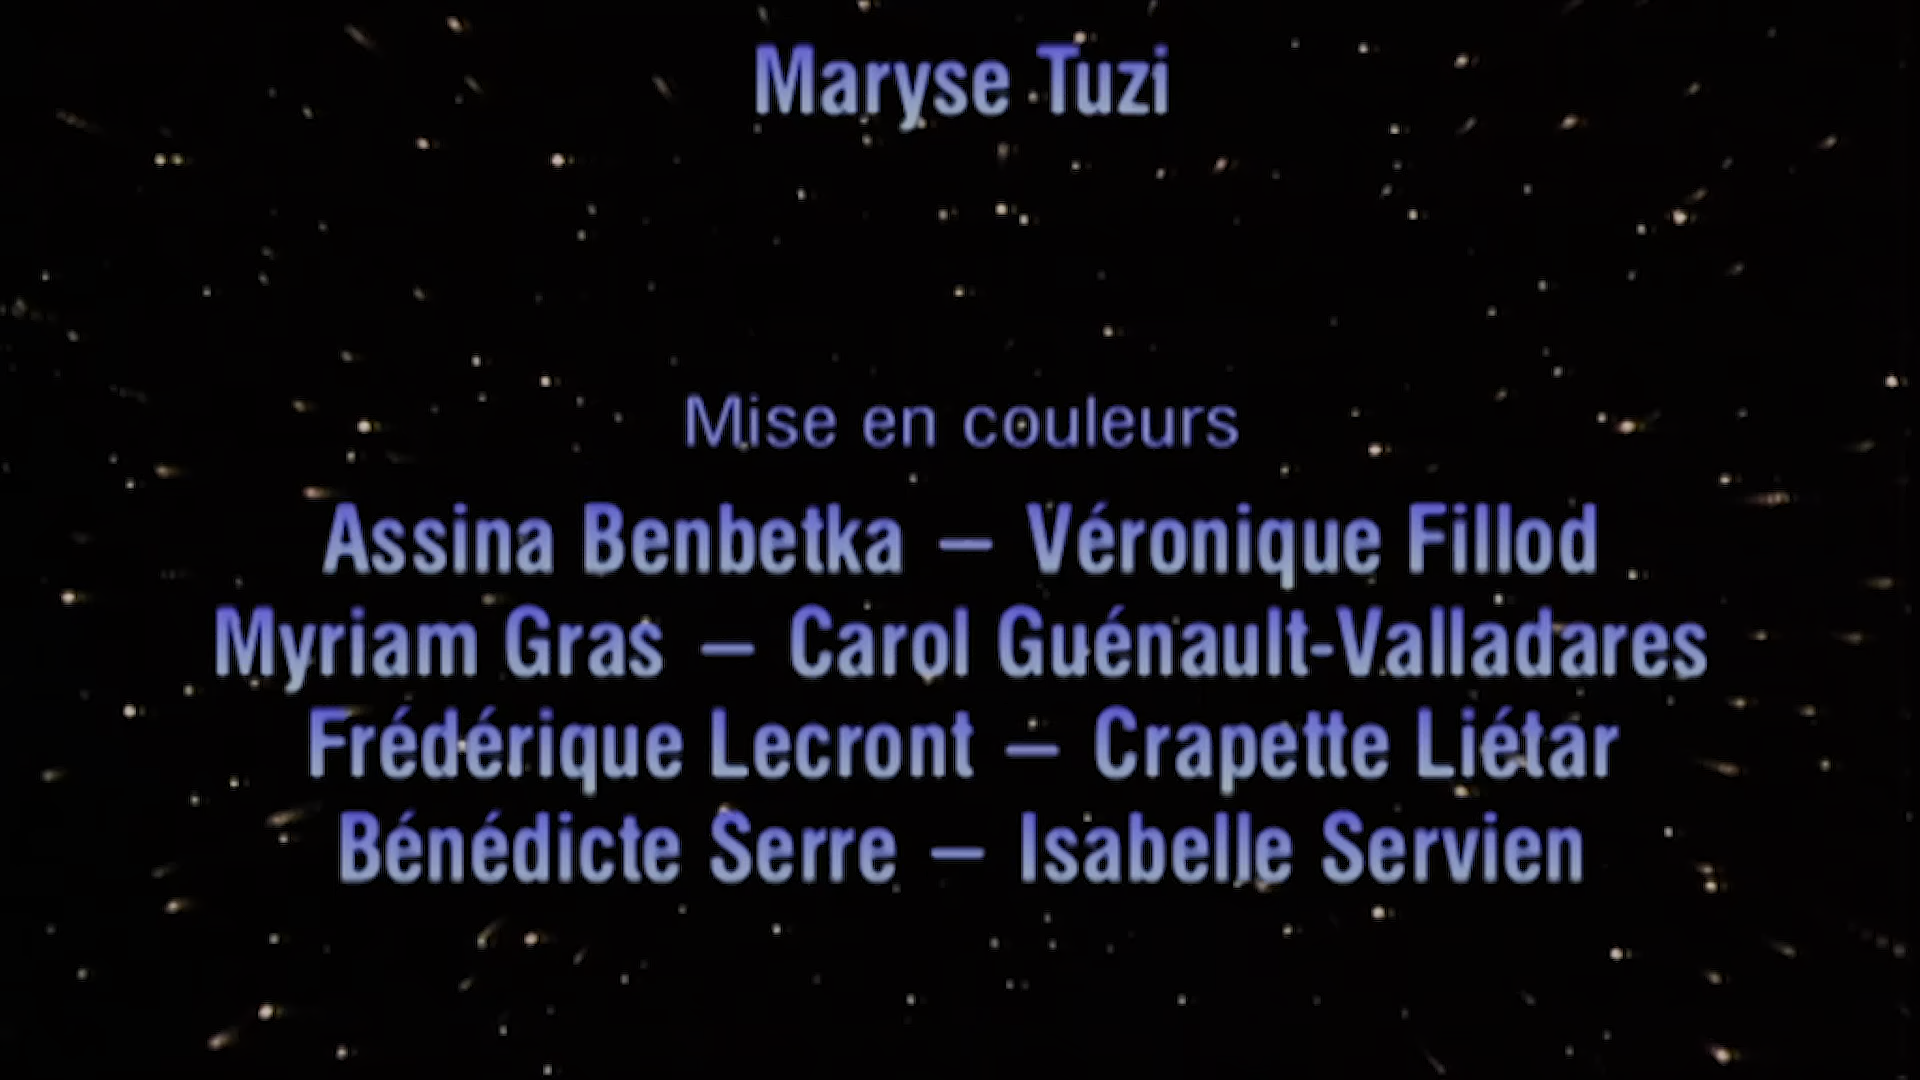 Maryse Tuzi
Mise en couleurs
Assina Benbetka – Véronique Fillod
Myriam Gras – Carol Guénault-Valladares
Frédérique Lecront – Crapette Liétar
Bénédicte Serre – Isabelle Servien